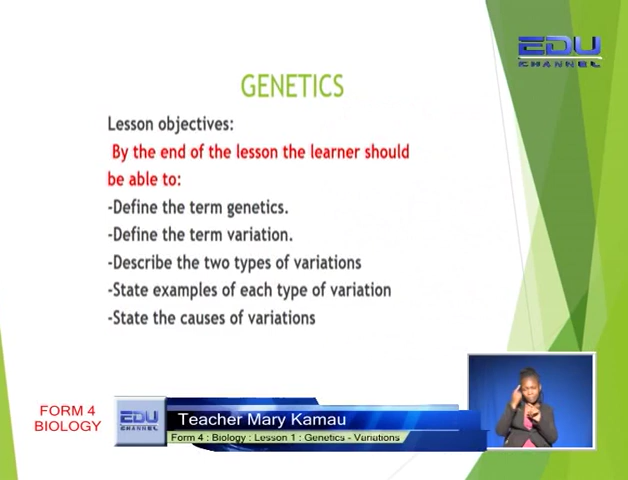 EDU
CHANNEL
GENETICS
Lesson objectives:
By the end of the lesson the learner should
be able to:
-Define the term genetics.
-Define the term variation.
-Describe the two types of variations
-State examples of each type of variation
-State the causes of variations
FORM 4
BIOLOGY
EDU
CHANNEL
Teacher Mary Kamau
Form 4 : Biology : Lesson 1 : Genetics - Variations